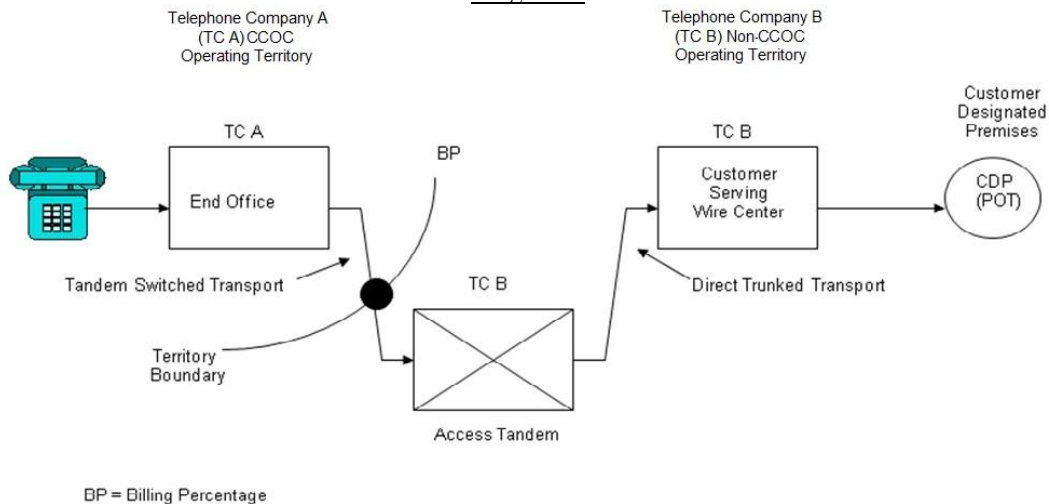 Telephone Company A
(TC A) CCOC
Operating Territory
Telephone Company B
(TC B) Non-CCOC
Operating Territory
Customer
Designated
Premises
TC A
BP
TC B
End Office
Customer
Serving
Wire Center
CDP
(POT)
Tandem Switched Transport
TC B
Direct Trunked Transport
Territory
Boundary
Access Tandem
BP = Billing Percentage